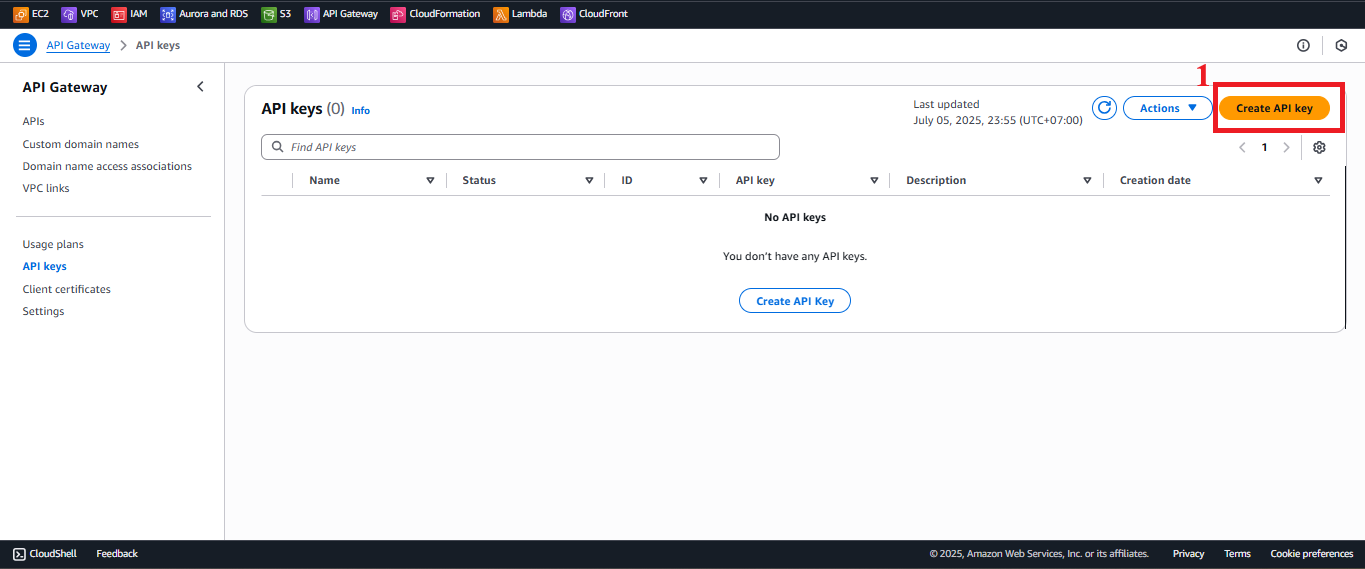 EC2 VPC IAM Aurora and RDS S3 API Gateway CloudFormation Lambda CloudFront
API Gateway > API keys
API Gateway
APIs
Custom domain names
Domain name access associations
VPC links
Usage plans
API keys
Client certificates
Settings
1
API keys (0) Info
Last updated
July 05, 2025, 23:55 (UTC+07:00)
Actions
Create API key
Find API keys
1
Name Status ID API key Description Creation date
No API keys
You don't have any API keys.
Create API Key
CloudShell Feedback © 2025, Amazon Web Services, Inc. or its affiliates. Privacy Terms Cookie preferences